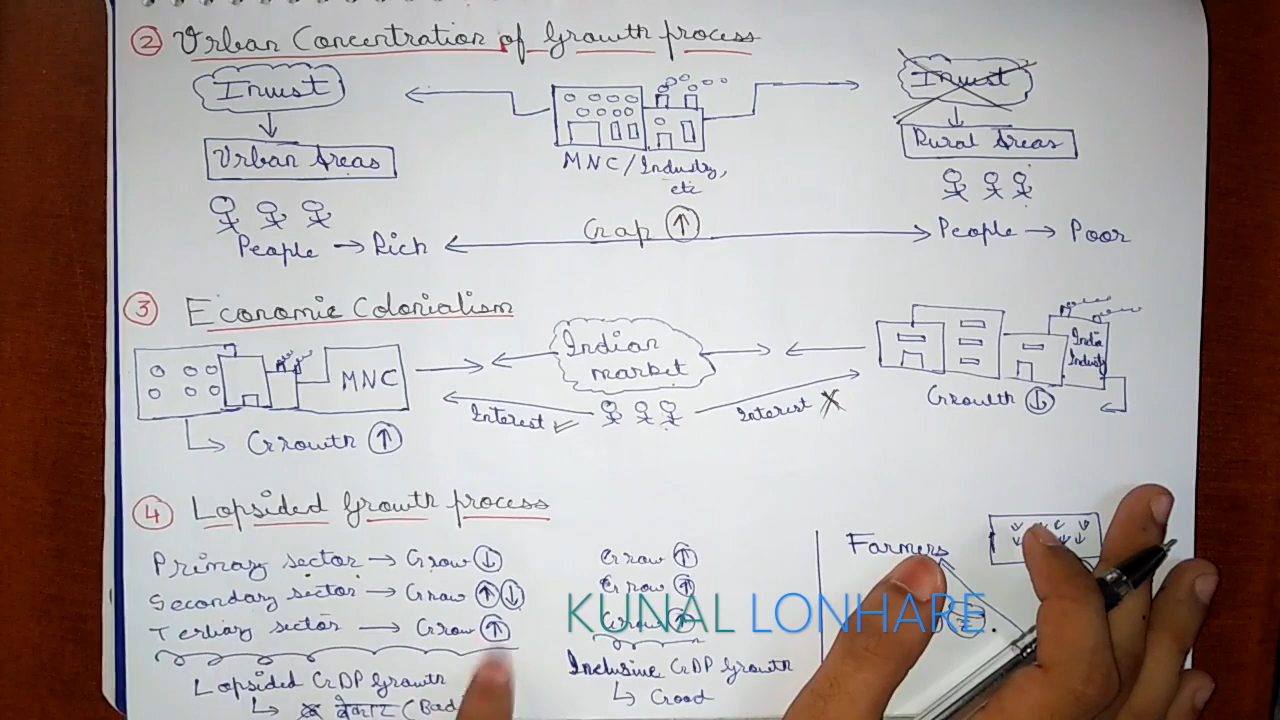 ② Urban Concentration of Growth process
Invest
Invest
Urban Areas
MNC/Industry,
etc
Rural Areas
People → Rich
Gap ↑
People → Poor
③ Economic Colonialism
MNC
Indian
market
India
Industry
Interest ✓
Interest ✗
Growth ↑
Growth ↓
④ Lopsided Growth process
Primary sector → Grow ↓
Grow ↑
Secondary sector → Grow ↑↓
Grow ↑
Tertiary sector → Grow ↑
Grow ↑
Lopsided GDP Growth
↳ बेकार (Bad
Inclusive GDP Growth
↳ Good
Farmers
KUNAL LONHARE